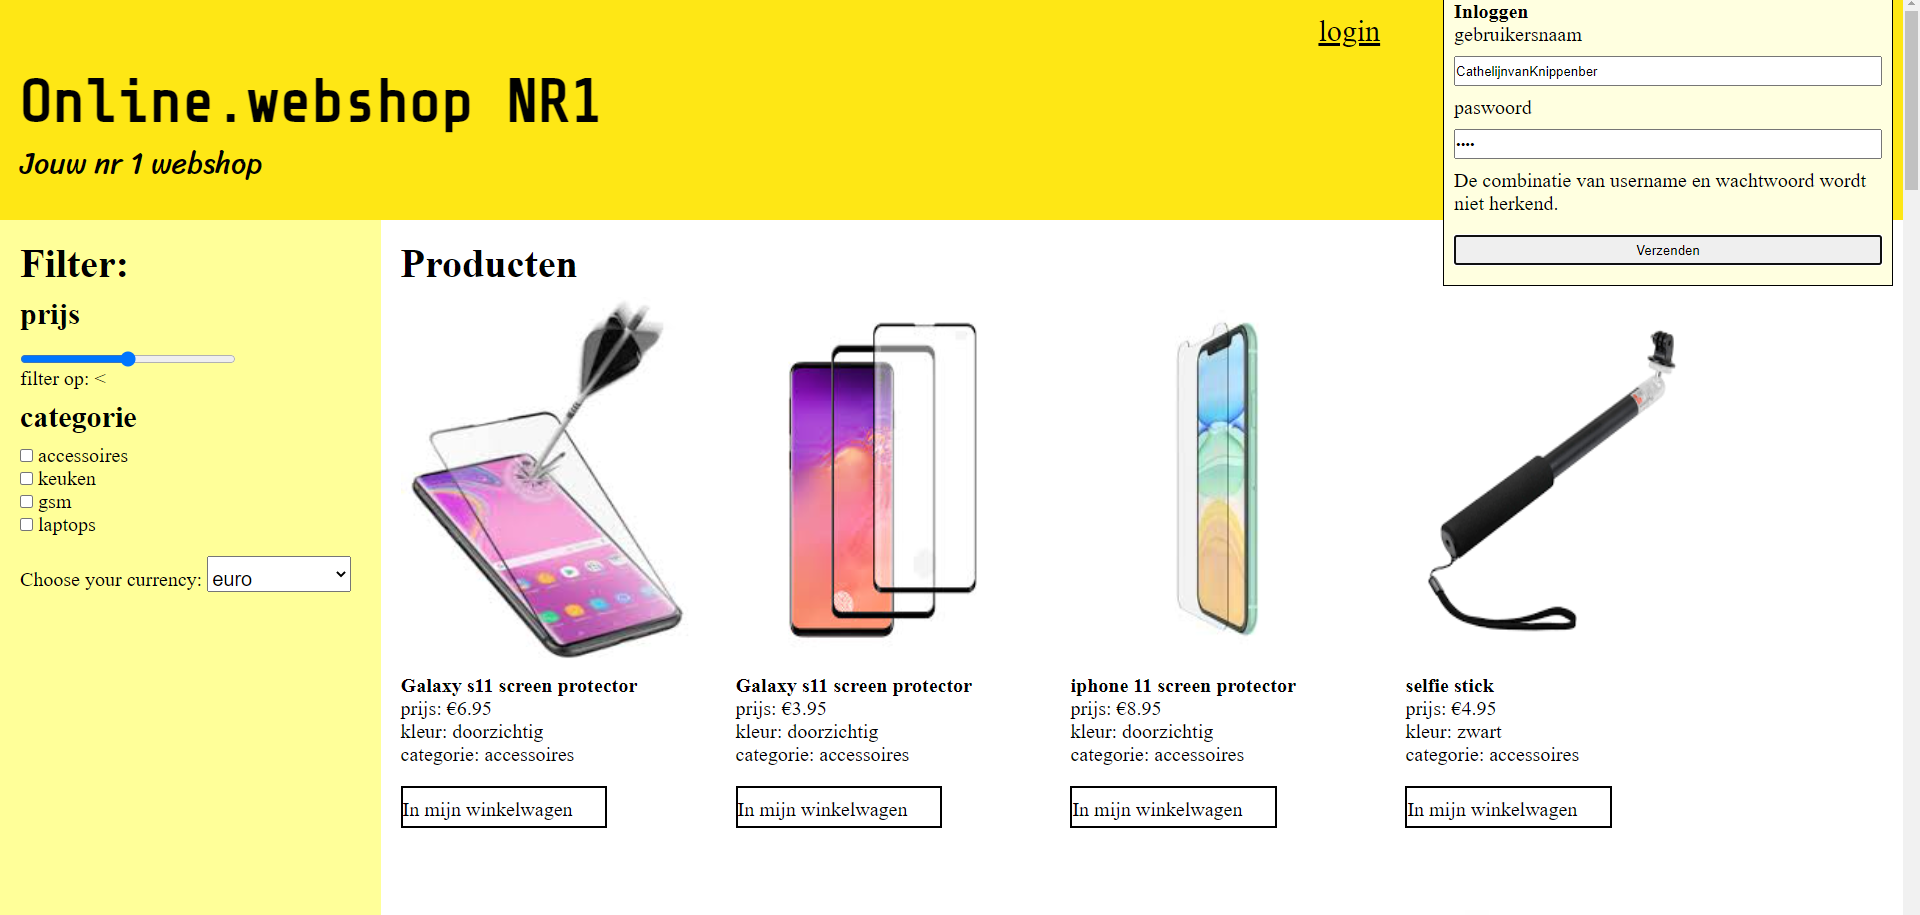 login
Inloggen
gebruikersnaam
CathelijnvanKnippenber
paswoord
••••
De combinatie van username en wachtwoord wordt
niet herkend.
Verzenden
Online.webshop NR1
Jouw nr 1 webshop
Filter:
prijs
filter op: <
categorie
accessoires
keuken
gsm
laptops
Choose your currency: euro
Producten
Galaxy s11 screen protector
prijs: €6.95
kleur: doorzichtig
categorie: accessoires
In mijn winkelwagen
Galaxy s11 screen protector
prijs: €3.95
kleur: doorzichtig
categorie: accessoires
In mijn winkelwagen
iphone 11 screen protector
prijs: €8.95
kleur: doorzichtig
categorie: accessoires
In mijn winkelwagen
selfie stick
prijs: €4.95
kleur: zwart
categorie: accessoires
In mijn winkelwagen